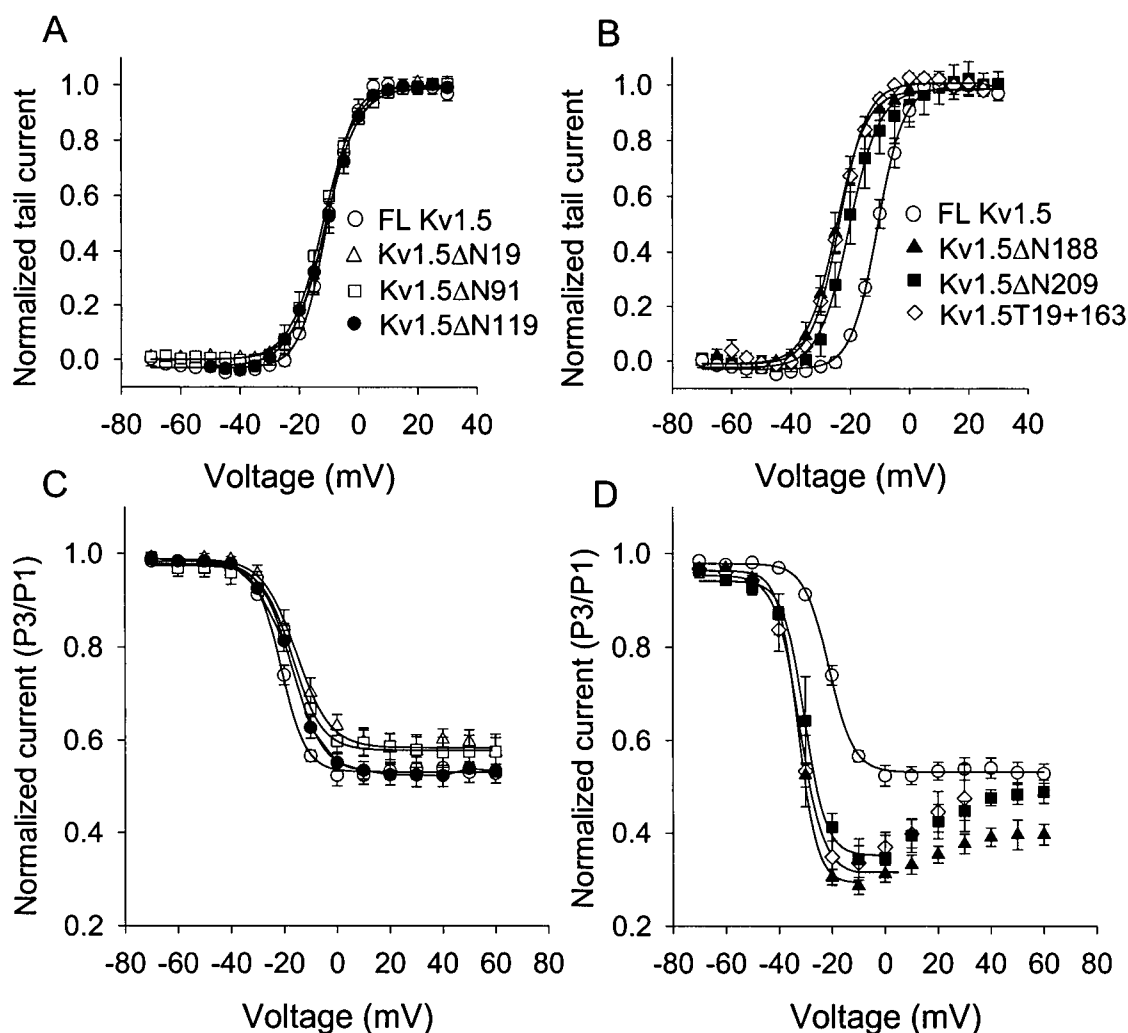 A
Normalized tail current
1.0
0.8
0.6
0.4
0.2
0.0
FL Kv1.5
Kv1.5ΔN19
Kv1.5ΔN91
Kv1.5ΔN119
-80 -60 -40 -20 0 20 40
Voltage (mV)
B
Normalized tail current
1.0
0.8
0.6
0.4
0.2
0.0
FL Kv1.5
Kv1.5ΔN188
Kv1.5ΔN209
Kv1.5T19+163
-80 -60 -40 -20 0 20 40
Voltage (mV)
C
Normalized current (P3/P1)
1.0
0.8
0.6
0.4
0.2
-80 -60 -40 -20 0 20 40 60 80
Voltage (mV)
D
Normalized current (P3/P1)
1.0
0.8
0.6
0.4
0.2
-80 -60 -40 -20 0 20 40 60 80
Voltage (mV)